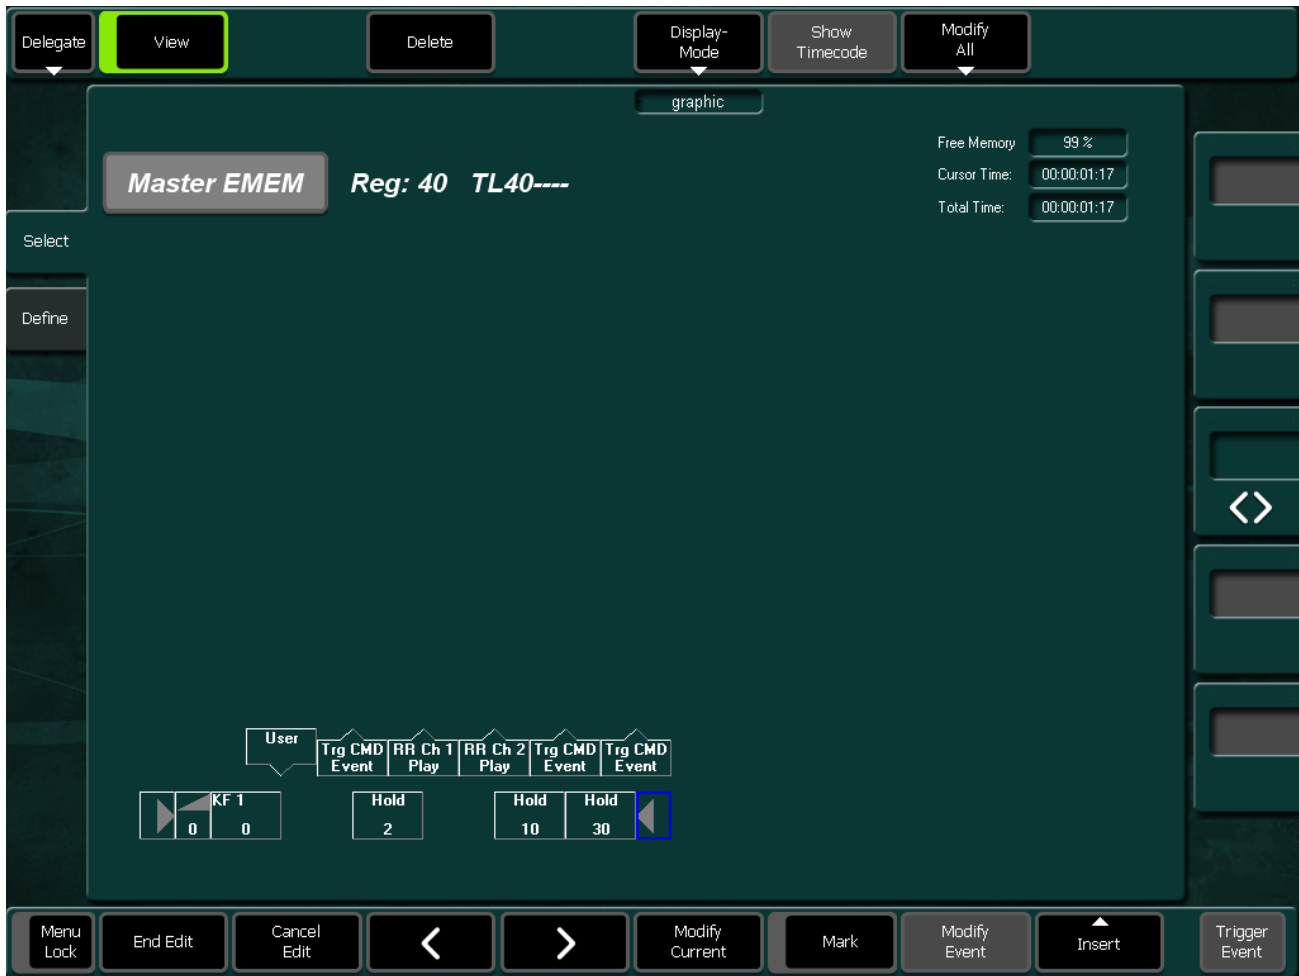 Delegate
View
Delete
Display-
Mode
Show
Timecode
Modify
All
graphic
Free Memory
99 %
Master EMEM
Reg: 40
TL40----
Cursor Time:
00:00:01:17
Total Time:
00:00:01:17
Select
Define
User
Trg CMD
Event
RR Ch 1
Play
RR Ch 2
Play
Trg CMD
Event
Trg CMD
Event
0
KF 1
0
Hold
2
Hold
10
Hold
30
Menu
Lock
End Edit
Cancel
Edit
Modify
Current
Mark
Modify
Event
Insert
Trigger
Event